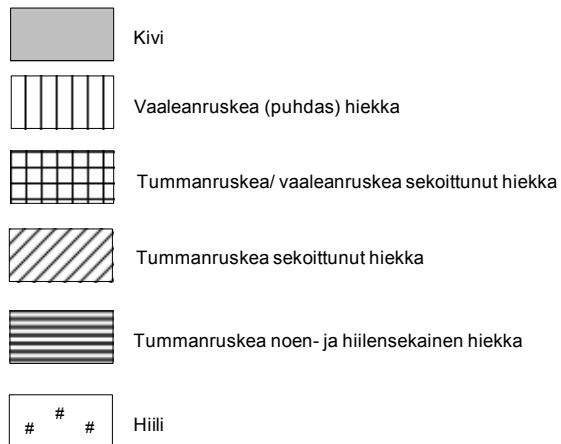 Kivi
Vaaleanruskea (puhdas) hiekka
Tummanruskea/ vaaleanruskea sekoittunut hiekka
Tummanruskea sekoittunut hiekka
Tummanruskea noen- ja hiilensekainen hiekka
# # # Hiili